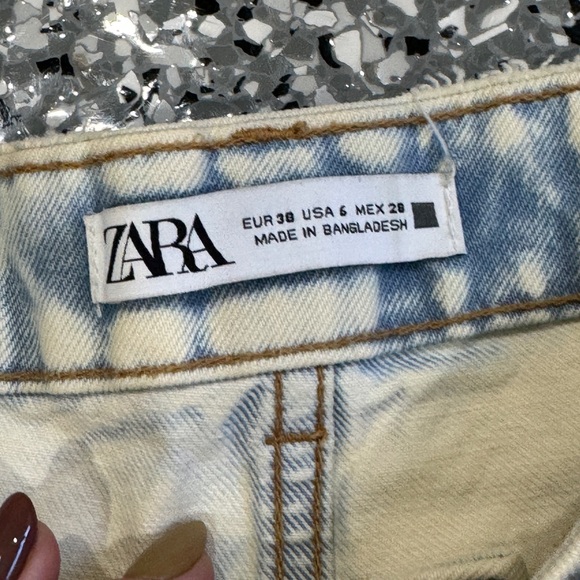 ZARA
EUR 38 USA 6 MEX 28
MADE IN BANGLADESH